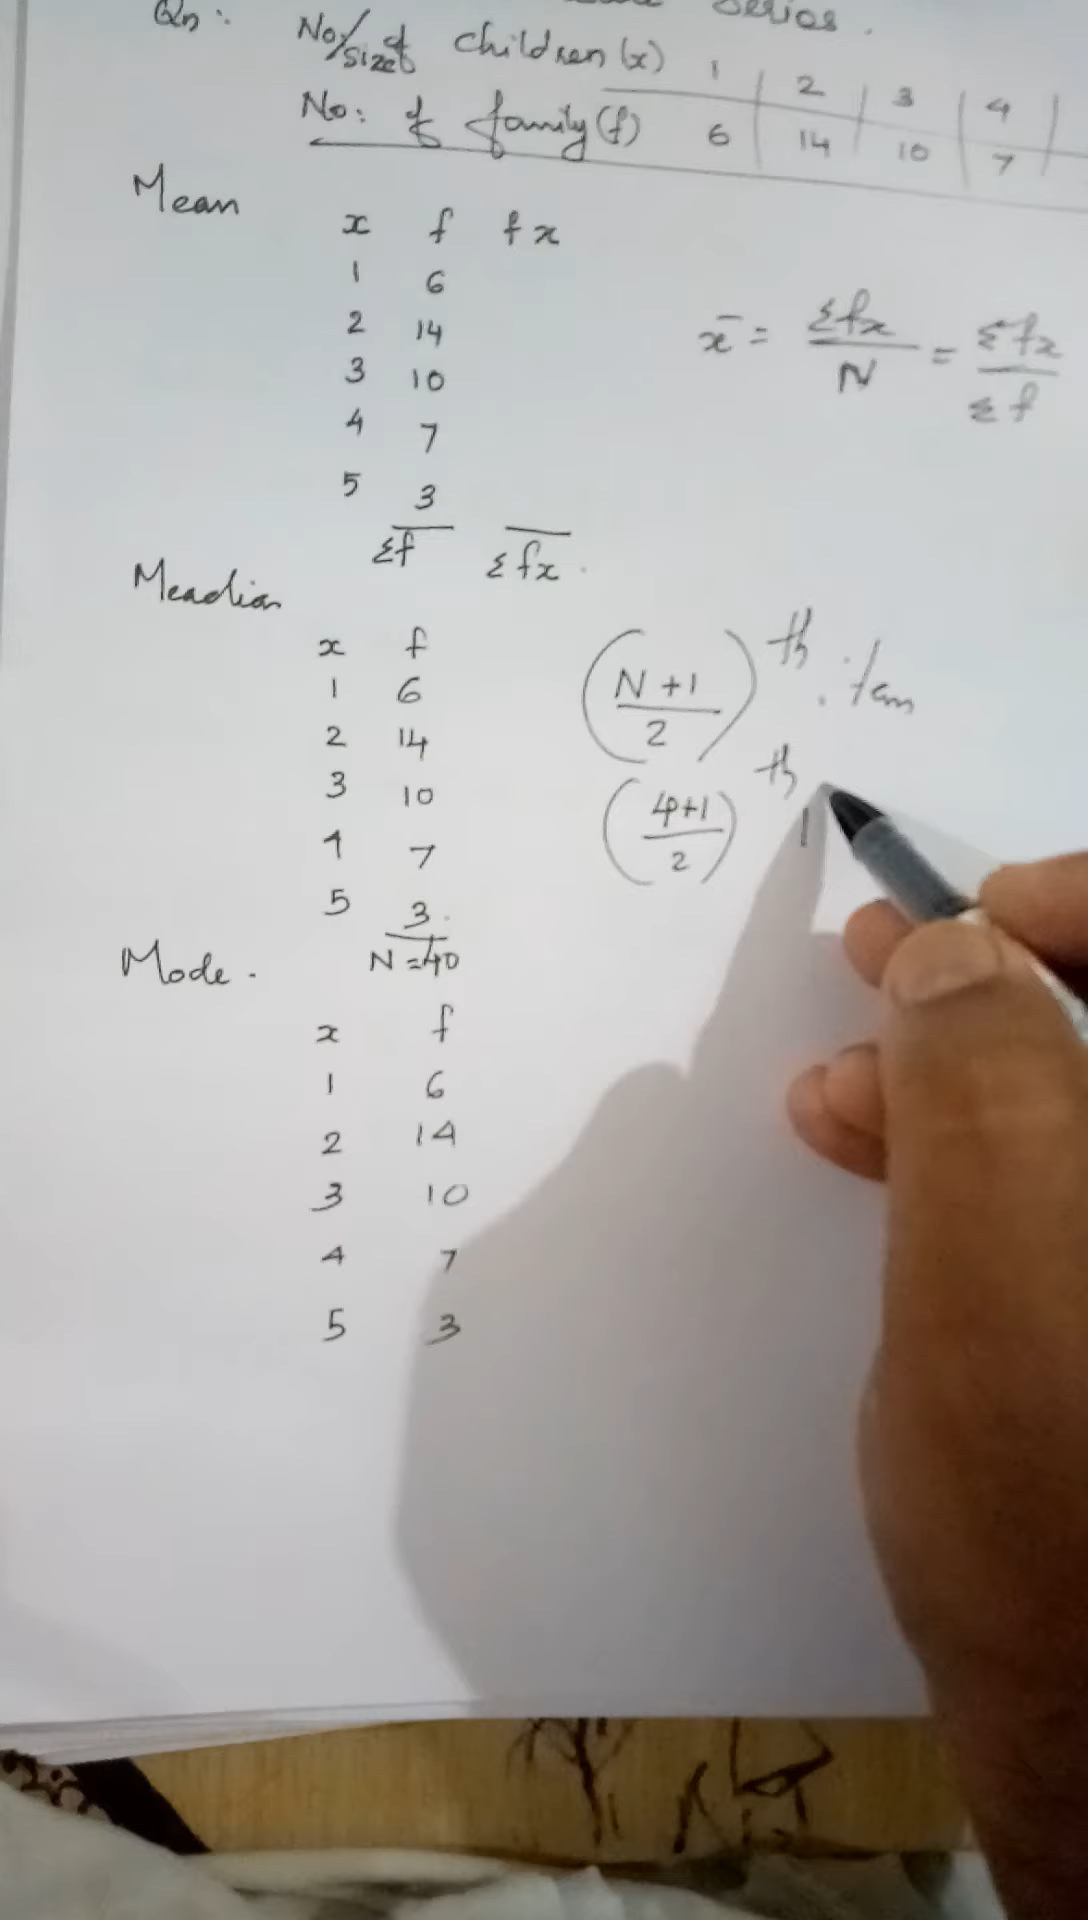 Series.
Qn: No/size of children (x) 1 2 3 4
No: of family (f) 6 14 10 7
Mean
x f fx
1 6
2 14
3 10
4 7
5 3
Σf Σfx
x̄ = Σfx/N = Σfx/Σf
Meadian
x f
1 6
2 14
3 10
4 7
5 3
N = 40
(N+1/2)th item
(40+1/2)th
Mode.
x f
1 6
2 14
3 10
4 7
5 3